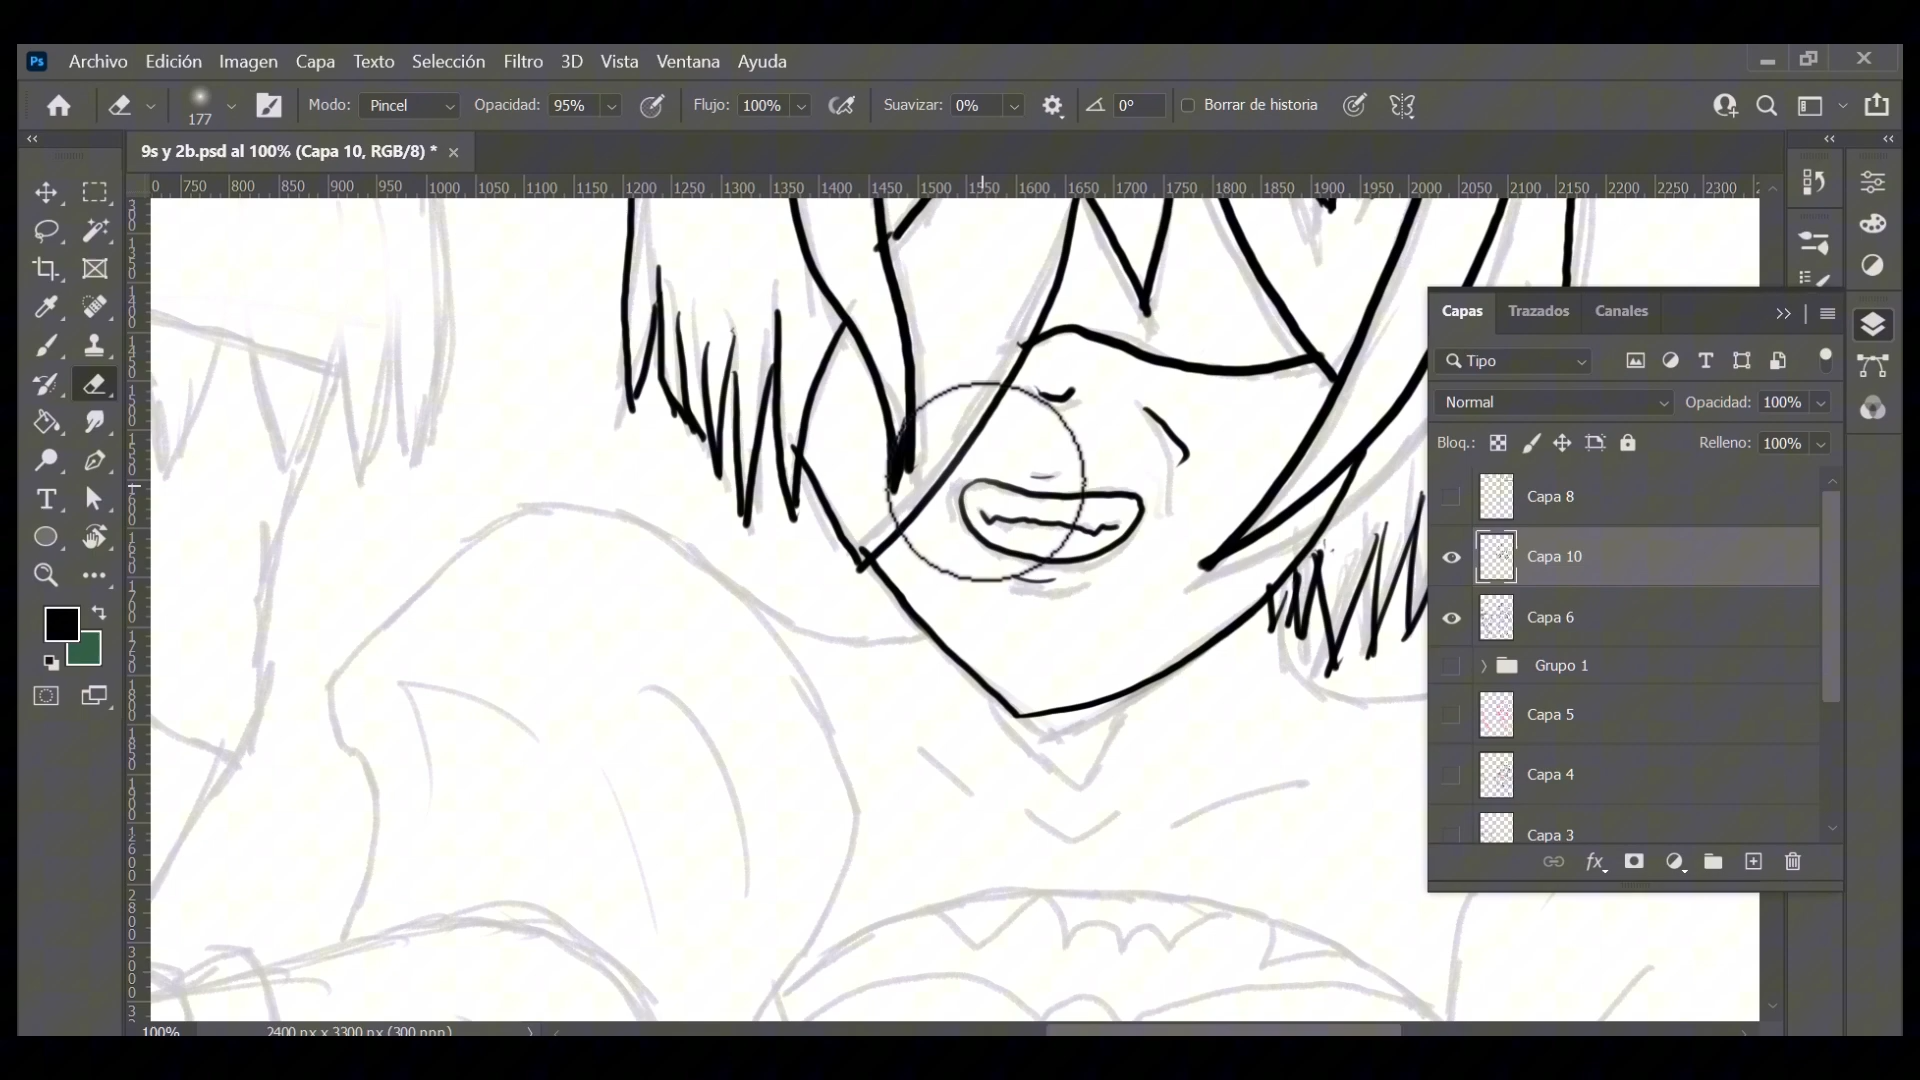 Ps Archivo Edición Imagen Capa Texto Selección Filtro 3D Vista Ventana Ayuda
177 Modo: Pincel Opacidad: 95% Flujo: 100% Suavizar: 0% 0° Borrar de historia
9s y 2b.psd al 100% (Capa 10, RGB/8) *
0 750 800 850 900 950 1000 1050 1100 1150 1200 1250 1300 1350 1400 1450 1500 1550 1600 1650 1700 1750 1800 1850 1900 1950 2000 2050 2100 2150 2200 2250 2300
Capas Trazados Canales
Tipo
Normal Opacidad: 100%
Bloq.: Relleno: 100%
Capa 8
Capa 10
Capa 6
Grupo 1
Capa 5
Capa 4
Capa 3
fx
100% 2400 px x 3300 px (300 ppp)